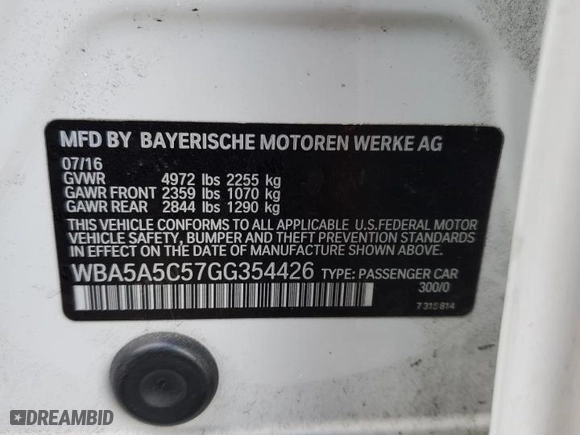 MFD BY BAYERISCHE MOTOREN WERKE AG
07/16
GVWR 4972 lbs 2255 kg
GAWR FRONT 2359 lbs 1070 kg
GAWR REAR 2844 lbs 1290 kg
THIS VEHICLE CONFORMS TO ALL APPLICABLE U.S.FEDERAL MOTOR
VEHICLE SAFETY, BUMPER AND THEFT PREVENTION STANDARDS
IN EFFECT ON THE DATE OF MANUFACTURE SHOWN ABOVE.
WBA5A5C57GG354426 TYPE: PASSENGER CAR
300/0
7315814
DREAMBID